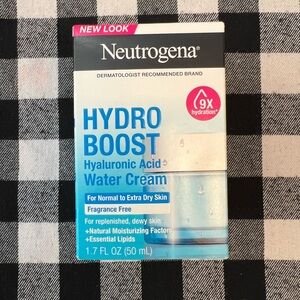 NEW LOOK
Neutrogena®
DERMATOLOGIST RECOMMENDED BRAND
9X
hydration*
HYDRO
BOOST
Hyaluronic Acid
Water Cream
For Normal to Extra Dry Skin
Fragrance Free
For replenished, dewy skin
+Natural Moisturizing Factors
+Essential Lipids
1.7 FL OZ (50 mL)